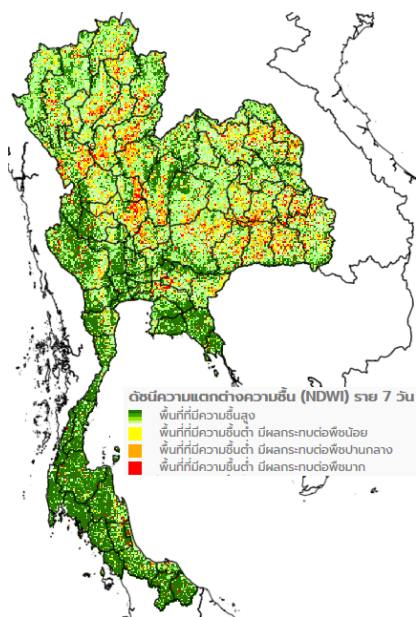 ดัชนีความแตกต่างความชื้น (NDWI) ราย 7 วัน
พื้นที่ที่มีความชื้นสูง
พื้นที่ที่มีความชื้นต่ำ มีผลกระทบต่อพืชน้อย
พื้นที่ที่มีความชื้นต่ำ มีผลกระทบต่อพืชปานกลาง
พื้นที่ที่มีความชื้นต่ำ มีผลกระทบต่อพืชมาก